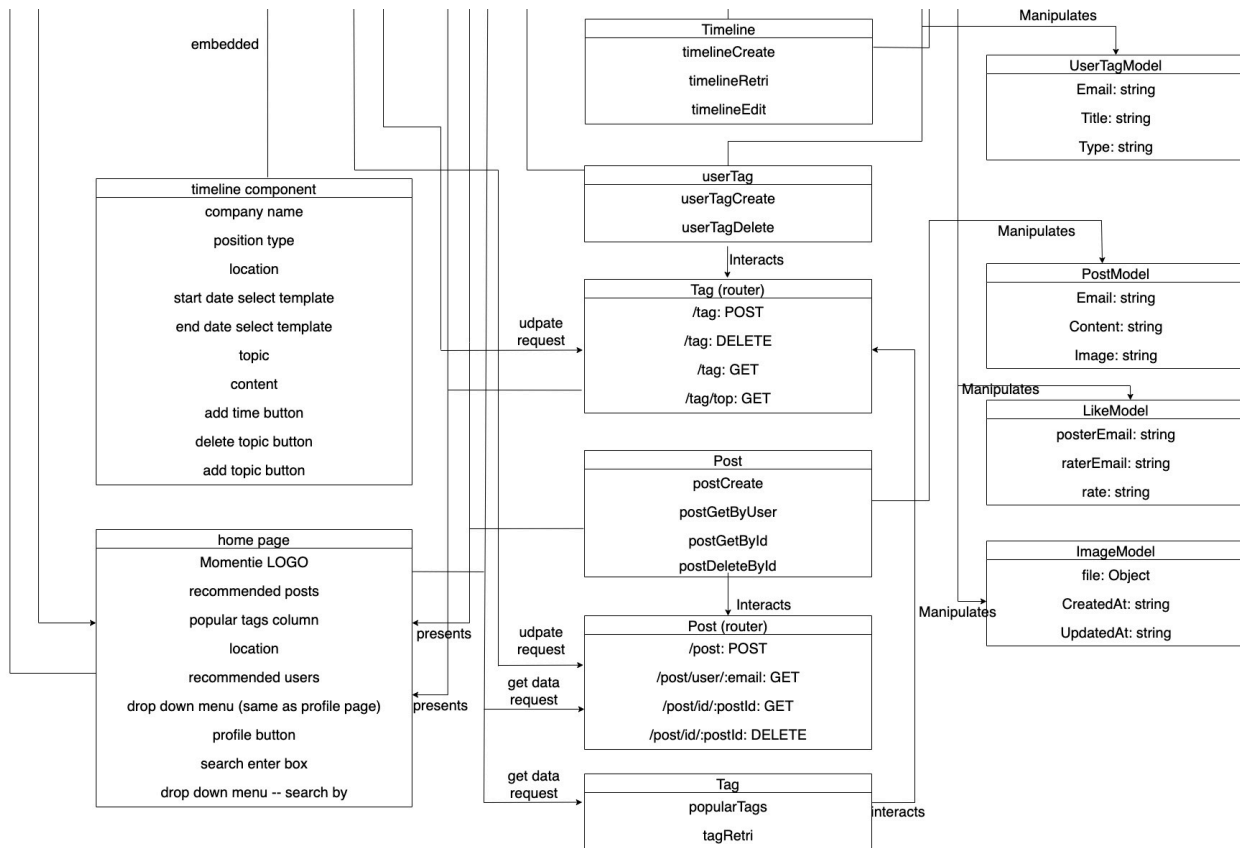 embedded
timeline component
company name
position type
location
start date select template
end date select template
topic
content
add time button
delete topic button
add topic button
home page
Momentie LOGO
recommended posts
popular tags column
location
recommended users
drop down menu (same as profile page)
profile button
search enter box
drop down menu -- search by
presents
presents
Timeline
timelineCreate
timelineRetri
timelineEdit
userTag
userTagCreate
userTagDelete
Interacts
udpate
request
Tag (router)
/tag: POST
/tag: DELETE
/tag: GET
/tag/top: GET
Post
postCreate
postGetByUser
postGetById
postDeleteById
Interacts
udpate
request
get data
request
Post (router)
/post: POST
/post/user/:email: GET
/post/id/:postId: GET
/post/id/:postId: DELETE
get data
request
Tag
popularTags
tagRetri
interacts
Manipulates
UserTagModel
Email: string
Title: string
Type: string
Manipulates
PostModel
Email: string
Content: string
Image: string
Manipulates
LikeModel
posterEmail: string
raterEmail: string
rate: string
Manipulates
ImageModel
file: Object
CreatedAt: string
UpdatedAt: string